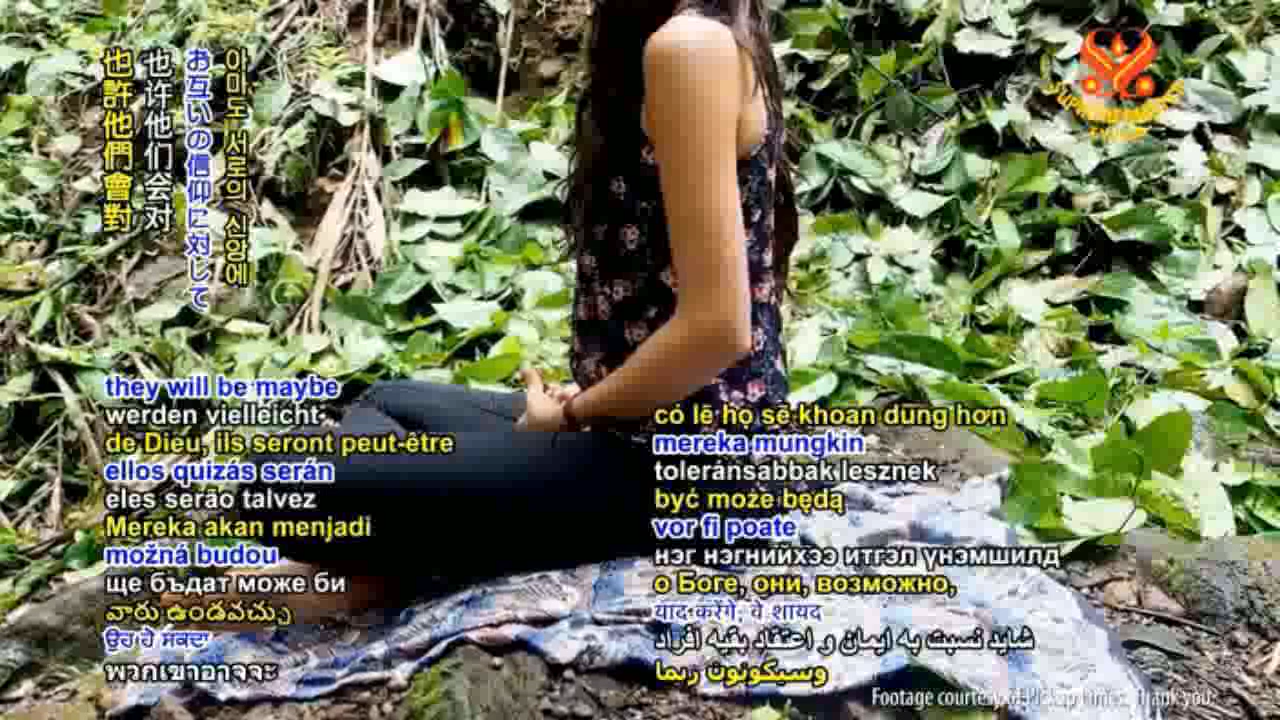 아마도 서로의 신앙에
お互いの信仰に対して
也许他们会对
也許他們會對
they will be maybe
werden vielleicht
de Dieu, ils seront peut-être
ellos quizás serán
eles serão talvez
Mereka akan menjadi
možná budou
ще бъдат може би
వారు ఉండవచ్చు
ਉਹ ਹੋ ਸਕਦਾ
พวกเขาอาจจะ
có lẽ họ sẽ khoan dung hơn
mereka mungkin
toleránsabbak lesznek
być może będą
vor fi poate
нэг нэгнийхээ итгэл үнэмшилд
о Боге, они, возможно,
याद करेंगे, वे शायद
شاید نسبت به ایمان و اعتقاد بقیه افراد
وسيكونون ربما
Footage courtesy of Pickup Limes, Thank you.